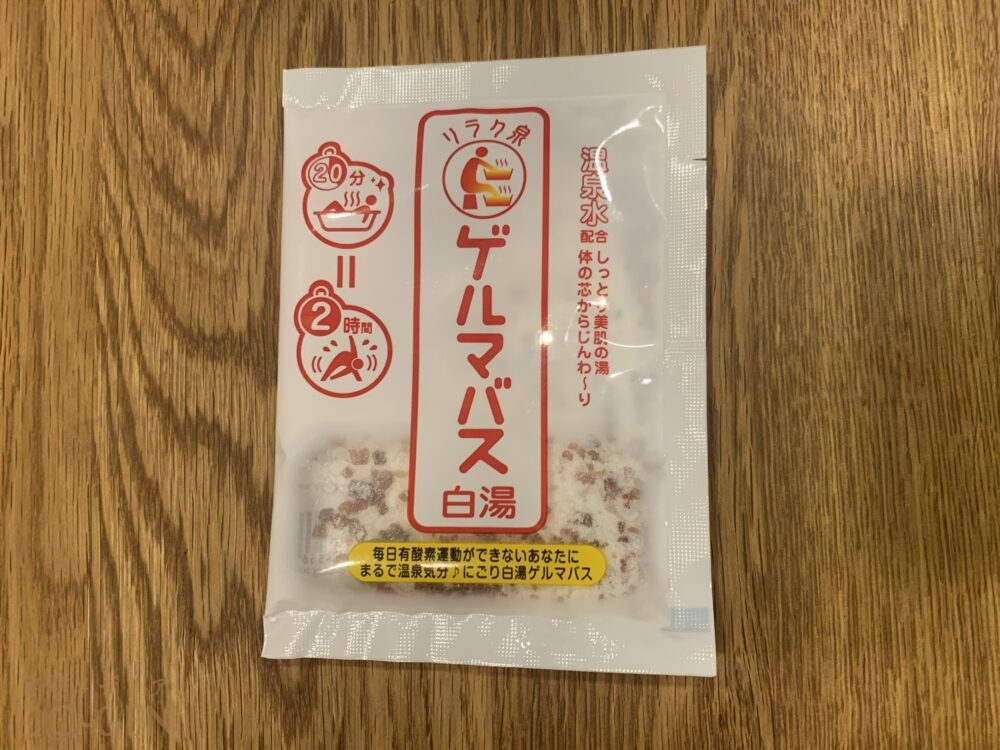 リラク泉
ゲルマバス
白湯
20分
=
2時間
温泉水
配合
しっとり美肌の湯
体の芯からじんわ〜り
毎日有酸素運動ができないあなたに
まるで温泉気分♪にごり白湯ゲルマバス